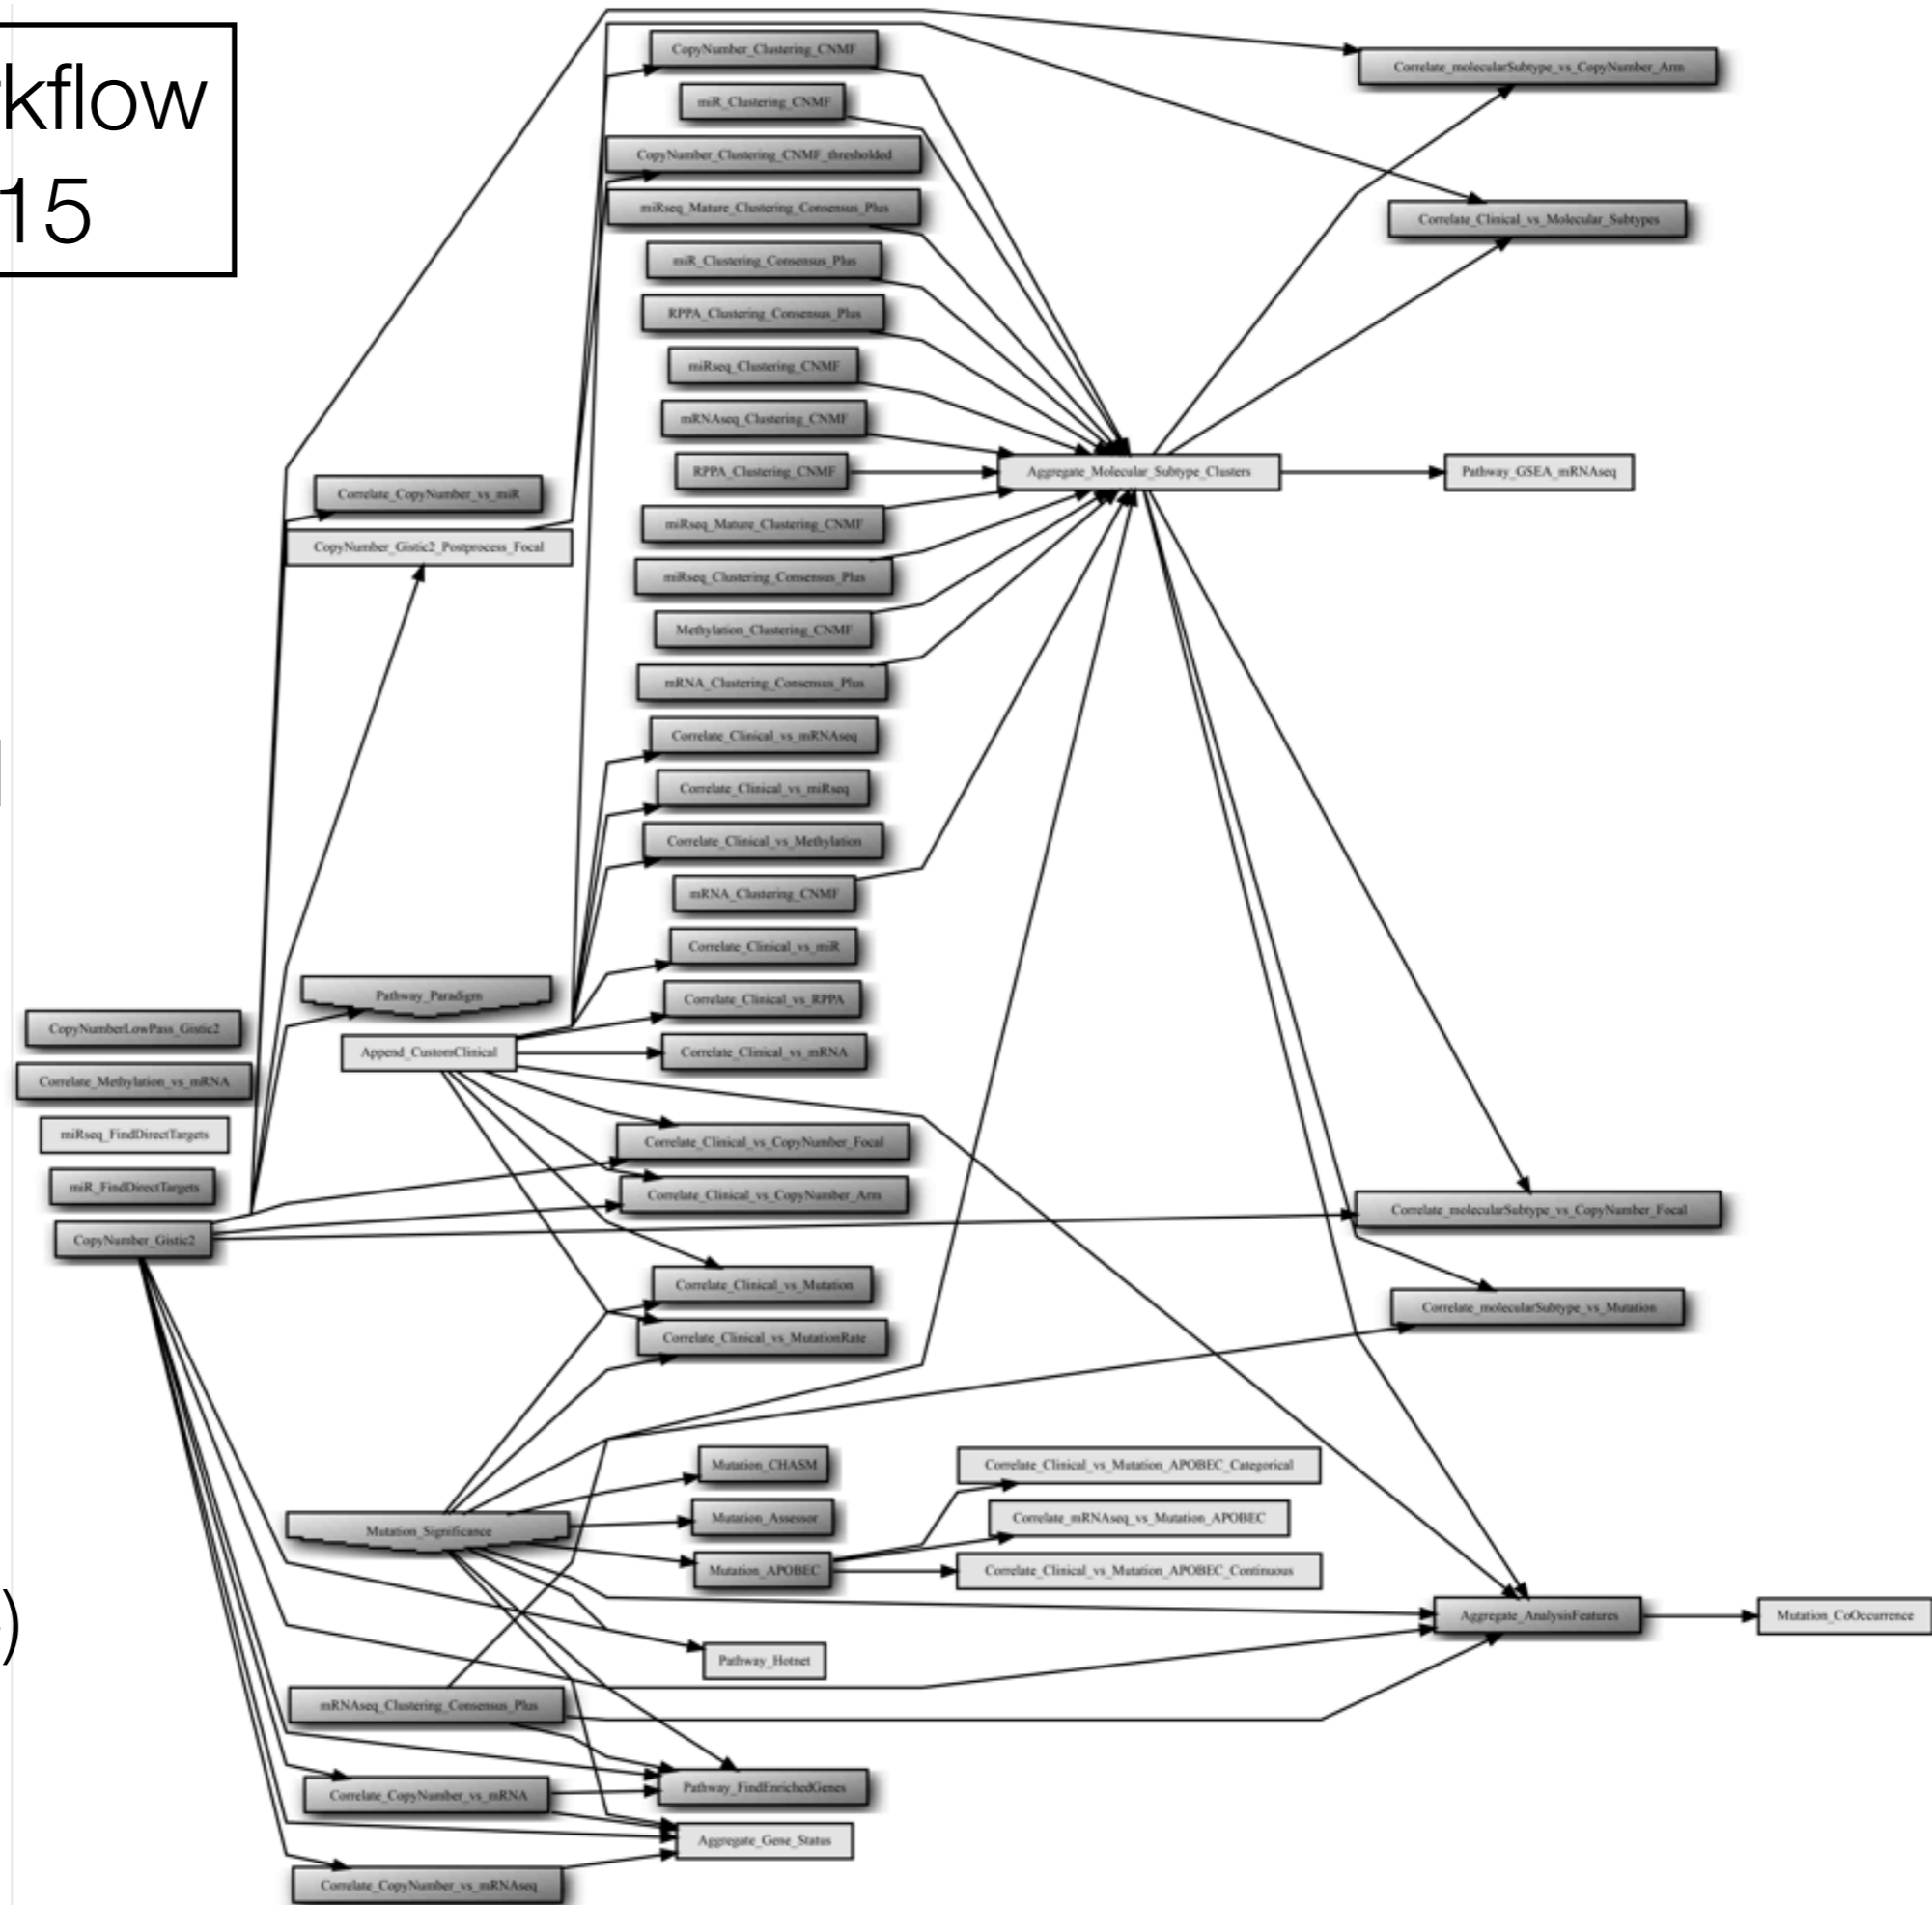 kflow
15
)
CopyNumber_Clustering_CNMF
miR_Clustering_CNMF
CopyNumber_Clustering_CNMF_thresholded
miRseq_Mature_Clustering_Consensus_Plus
miR_Clustering_Consensus_Plus
RPPA_Clustering_Consensus_Plus
miRseq_Clustering_CNMF
mRNAseq_Clustering_CNMF
RPPA_Clustering_CNMF
miRseq_Mature_Clustering_CNMF
miRseq_Clustering_Consensus_Plus
Methylation_Clustering_CNMF
mRNA_Clustering_Consensus_Plus
Correlate_Clinical_vs_mRNAseq
Correlate_Clinical_vs_miRseq
Correlate_Clinical_vs_Methylation
mRNA_Clustering_CNMF
Correlate_Clinical_vs_miR
Correlate_Clinical_vs_RPPA
Correlate_Clinical_vs_mRNA
Correlate_Clinical_vs_CopyNumber_Focal
Correlate_Clinical_vs_CopyNumber_Arm
Correlate_Clinical_vs_Mutation
Correlate_Clinical_vs_MutationRate
Mutation_CHASM
Mutation_Assessor
Mutation_APOBEC
Pathway_Hotnet
Pathway_FindEnrichedGenes
Aggregate_Gene_Status
Correlate_CopyNumber_vs_miR
CopyNumber_Gistic2_Postprocess_Focal
Pathway_Paradigm
Append_CustomClinical
Mutation_Significance
mRNAseq_Clustering_Consensus_Plus
Correlate_CopyNumber_vs_mRNA
Correlate_CopyNumber_vs_mRNAseq
CopyNumberLowPass_Gistic2
Correlate_Methylation_vs_mRNA
miRseq_FindDirectTargets
miR_FindDirectTargets
CopyNumber_Gistic2
Aggregate_Molecular_Subtype_Clusters
Correlate_Clinical_vs_Mutation_APOBEC_Categorical
Correlate_mRNAseq_vs_Mutation_APOBEC
Correlate_Clinical_vs_Mutation_APOBEC_Continuous
Correlate_molecularSubtype_vs_CopyNumber_Arm
Correlate_Clinical_vs_Molecular_Subtypes
Pathway_GSEA_mRNAseq
Correlate_molecularSubtype_vs_CopyNumber_Focal
Correlate_molecularSubtype_vs_Mutation
Aggregate_AnalysisFeatures
Mutation_CoOccurrence